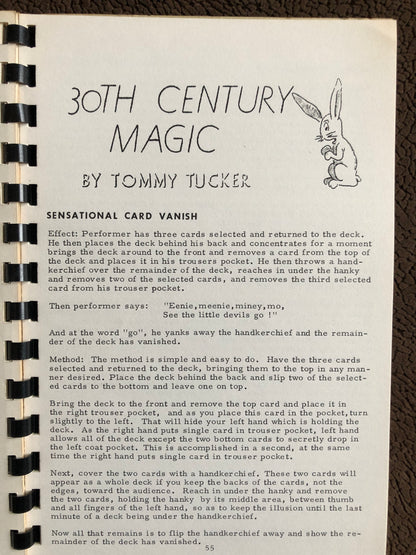 30TH CENTURY
MAGIC
BY TOMMY TUCKER
SENSATIONAL CARD VANISH
Effect: Performer has three cards selected and returned to the deck.
He then places the deck behind his back and concentrates for a moment
brings the deck around to the front and removes a card from the top of
the deck and places it in his trousers pocket. He then throws a hand-
kerchief over the remainder of the deck, reaches in under the hanky
and removes two of the selected cards, and removes the third selected
card from his trouser pocket.
Then performer says: "Eenie,meenie,miney,mo,
See the little devils go !"
And at the word "go", he yanks away the handkerchief and the remain-
der of the deck has vanished.
Method: The method is simple and easy to do. Have the three cards
selected and returned to the deck, bringing them to the top in any man-
ner desired. Place the deck behind the back and slip two of the select-
ed cards to the bottom and leave one on top.
Bring the deck to the front and remove the top card and place it in
the right trouser pocket, and as you place this card in the pocket,turn
slightly to the left. That will hide your left hand which is holding the
deck. As the right hand puts single card in trouser pocket, left hand
allows all of the deck except the two bottom cards to secretly drop in
the left coat pocket. This is accomplished in a second, at the same
time the right hand puts single card in trouser pocket.
Next, cover the two cards with a handkerchief. These two cards will
appear as a whole deck if you keep the backs of the cards, not the
edges, toward the audience. Reach in under the hanky and remove
the two cards, holding the hanky by its middle area, between thumb
and all fingers of the left hand, so as to keep the illusion until the last
minute of a deck being under the handkerchief.
Now all that remains is to flip the handkerchief away and show the re-
mainder of the deck has vanished.
55